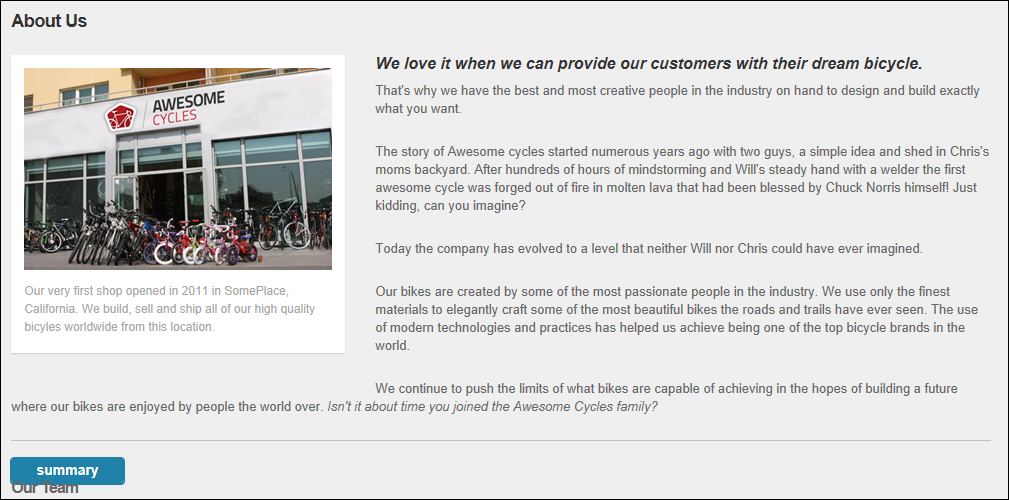 About Us
AWESOME
CYCLES
Our very first shop opened in 2011 in SomePlace,
California. We build, sell and ship all of our high quality
bicyles worldwide from this location.
We love it when we can provide our customers with their dream bicycle.
That's why we have the best and most creative people in the industry on hand to design and build exactly
what you want.
The story of Awesome cycles started numerous years ago with two guys, a simple idea and shed in Chris's
moms backyard. After hundreds of hours of mindstorming and Will's steady hand with a welder the first
awesome cycle was forged out of fire in molten lava that had been blessed by Chuck Norris himself! Just
kidding, can you imagine?
Today the company has evolved to a level that neither Will nor Chris could have ever imagined.
Our bikes are created by some of the most passionate people in the industry. We use only the finest
materials to elegantly craft some of the most beautiful bikes the roads and trails have ever seen. The use
of modern technologies and practices has helped us achieve being one of the top bicycle brands in the
world.
We continue to push the limits of what bikes are capable of achieving in the hopes of building a future
where our bikes are enjoyed by people the world over. Isn't it about time you joined the Awesome Cycles family?
summary
Our Team